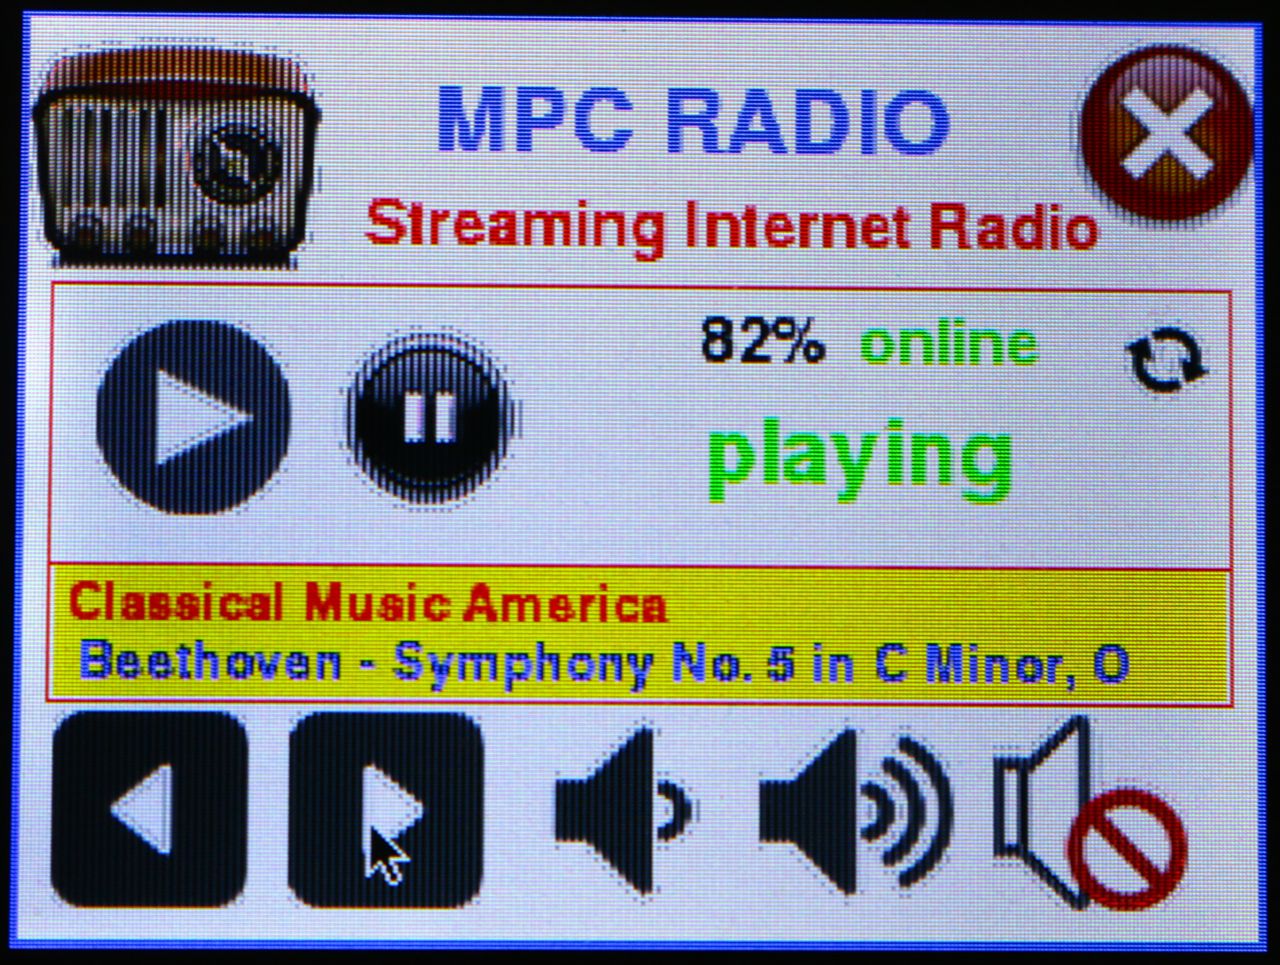 MPC RADIO
Streaming Internet Radio
82% online
playing
Classical Music America
Beethoven - Symphony No. 5 in C Minor, O